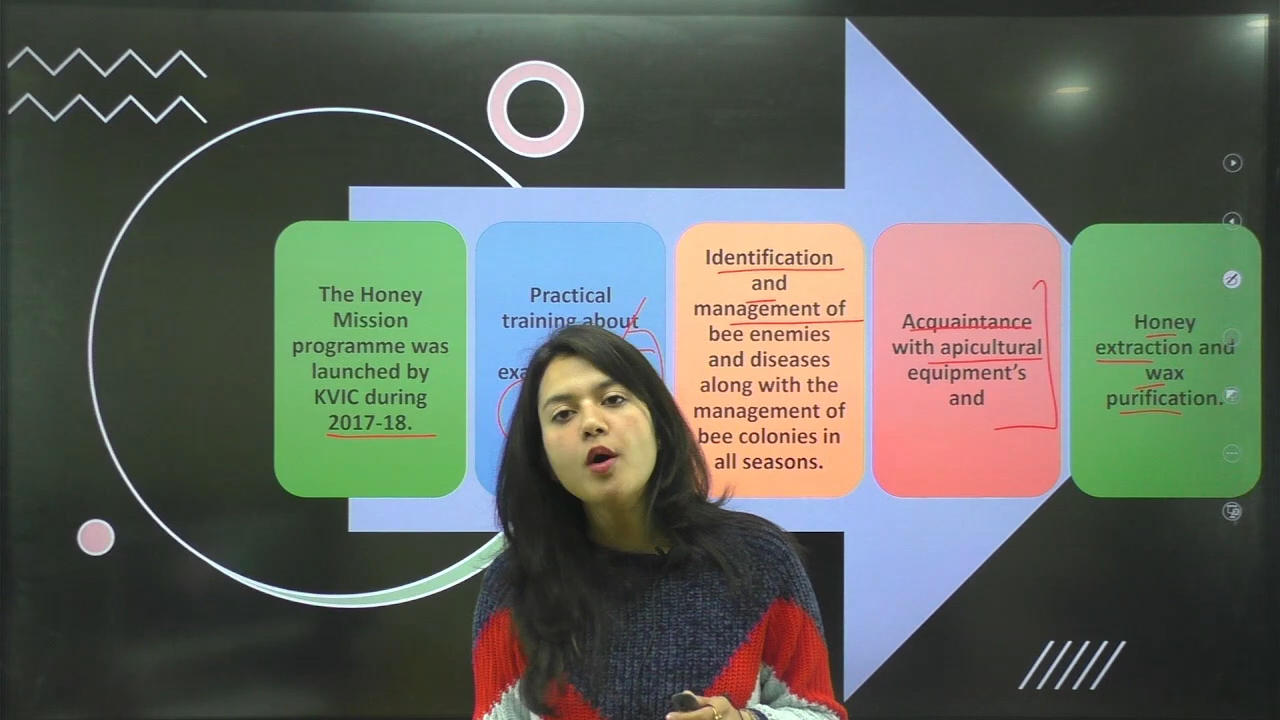 The Honey
Mission
programme was
launched by
KVIC during
2017-18.
Practical
training about
Identification
and
management of
bee enemies
and diseases
along with the
management of
bee colonies in
all seasons.
Acquaintance
with apicultural
equipment's
and
Honey
extraction and
wax
purification.